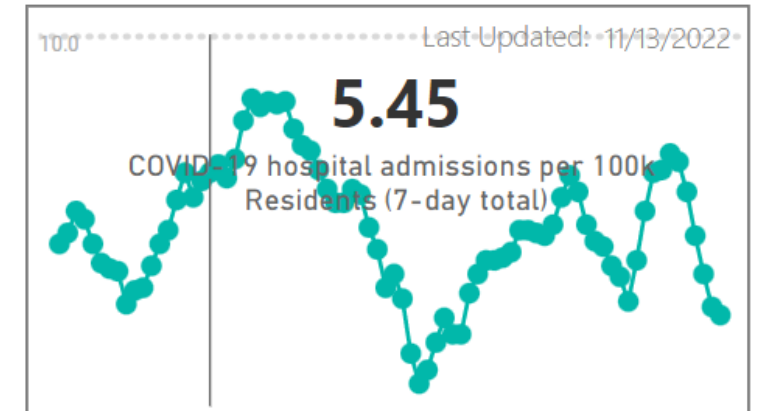 10.0
Last Updated: 11/13/2022
5.45
COVID-19 hospital admissions per 100k
Residents (7-day total)